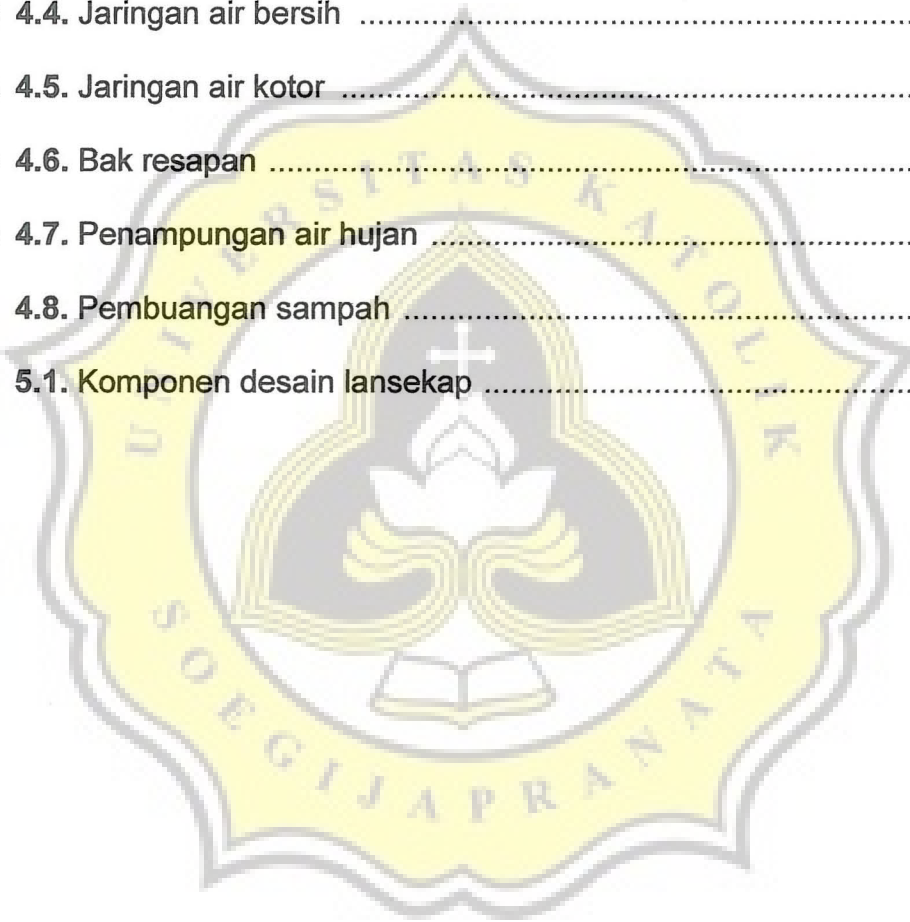 4.4. Jaringan air bersih ........................................................
4.5. Jaringan air kotor ..........................................................
4.6. Bak resapan ..................................................................
4.7. Penampungan air hujan ................................................
4.8. Pembuangan sampah ...................................................
5.1. Komponen desain lansekap ...........................................
UNIVERSITAS KATOLIK
SOEGIJAPRANATA